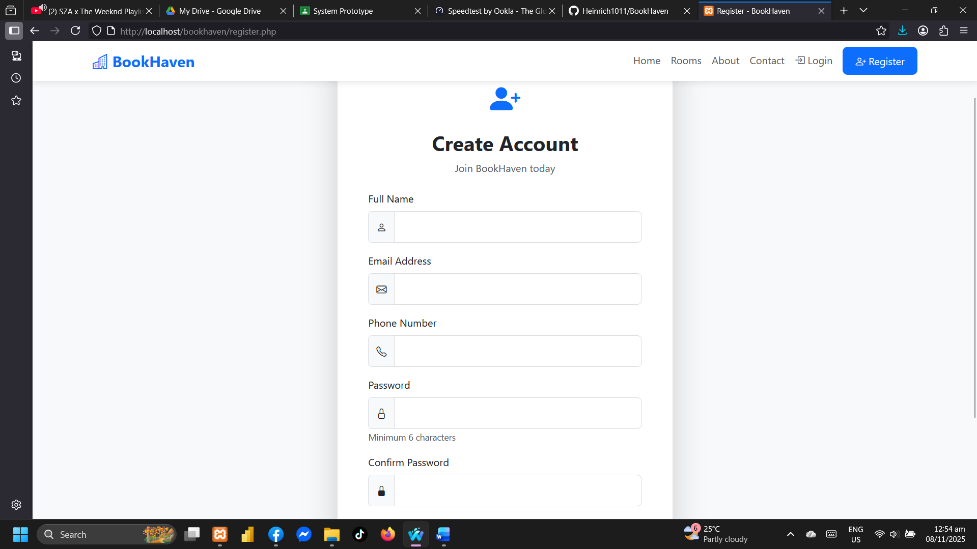 (2) SZA x The Weeknd Playli
My Drive - Google Drive
System Prototype
Speedtest by Ookla - The Glo
Heinrich1011/BookHaven
Register - BookHaven
http://localhost/bookhaven/register.php
BookHaven
Home
Rooms
About
Contact
Login
Register
Create Account
Join BookHaven today
Full Name
Email Address
Phone Number
Password
Minimum 6 characters
Confirm Password
Search
6
25°C
Partly cloudy
ENG
US
12:54 am
08/11/2025